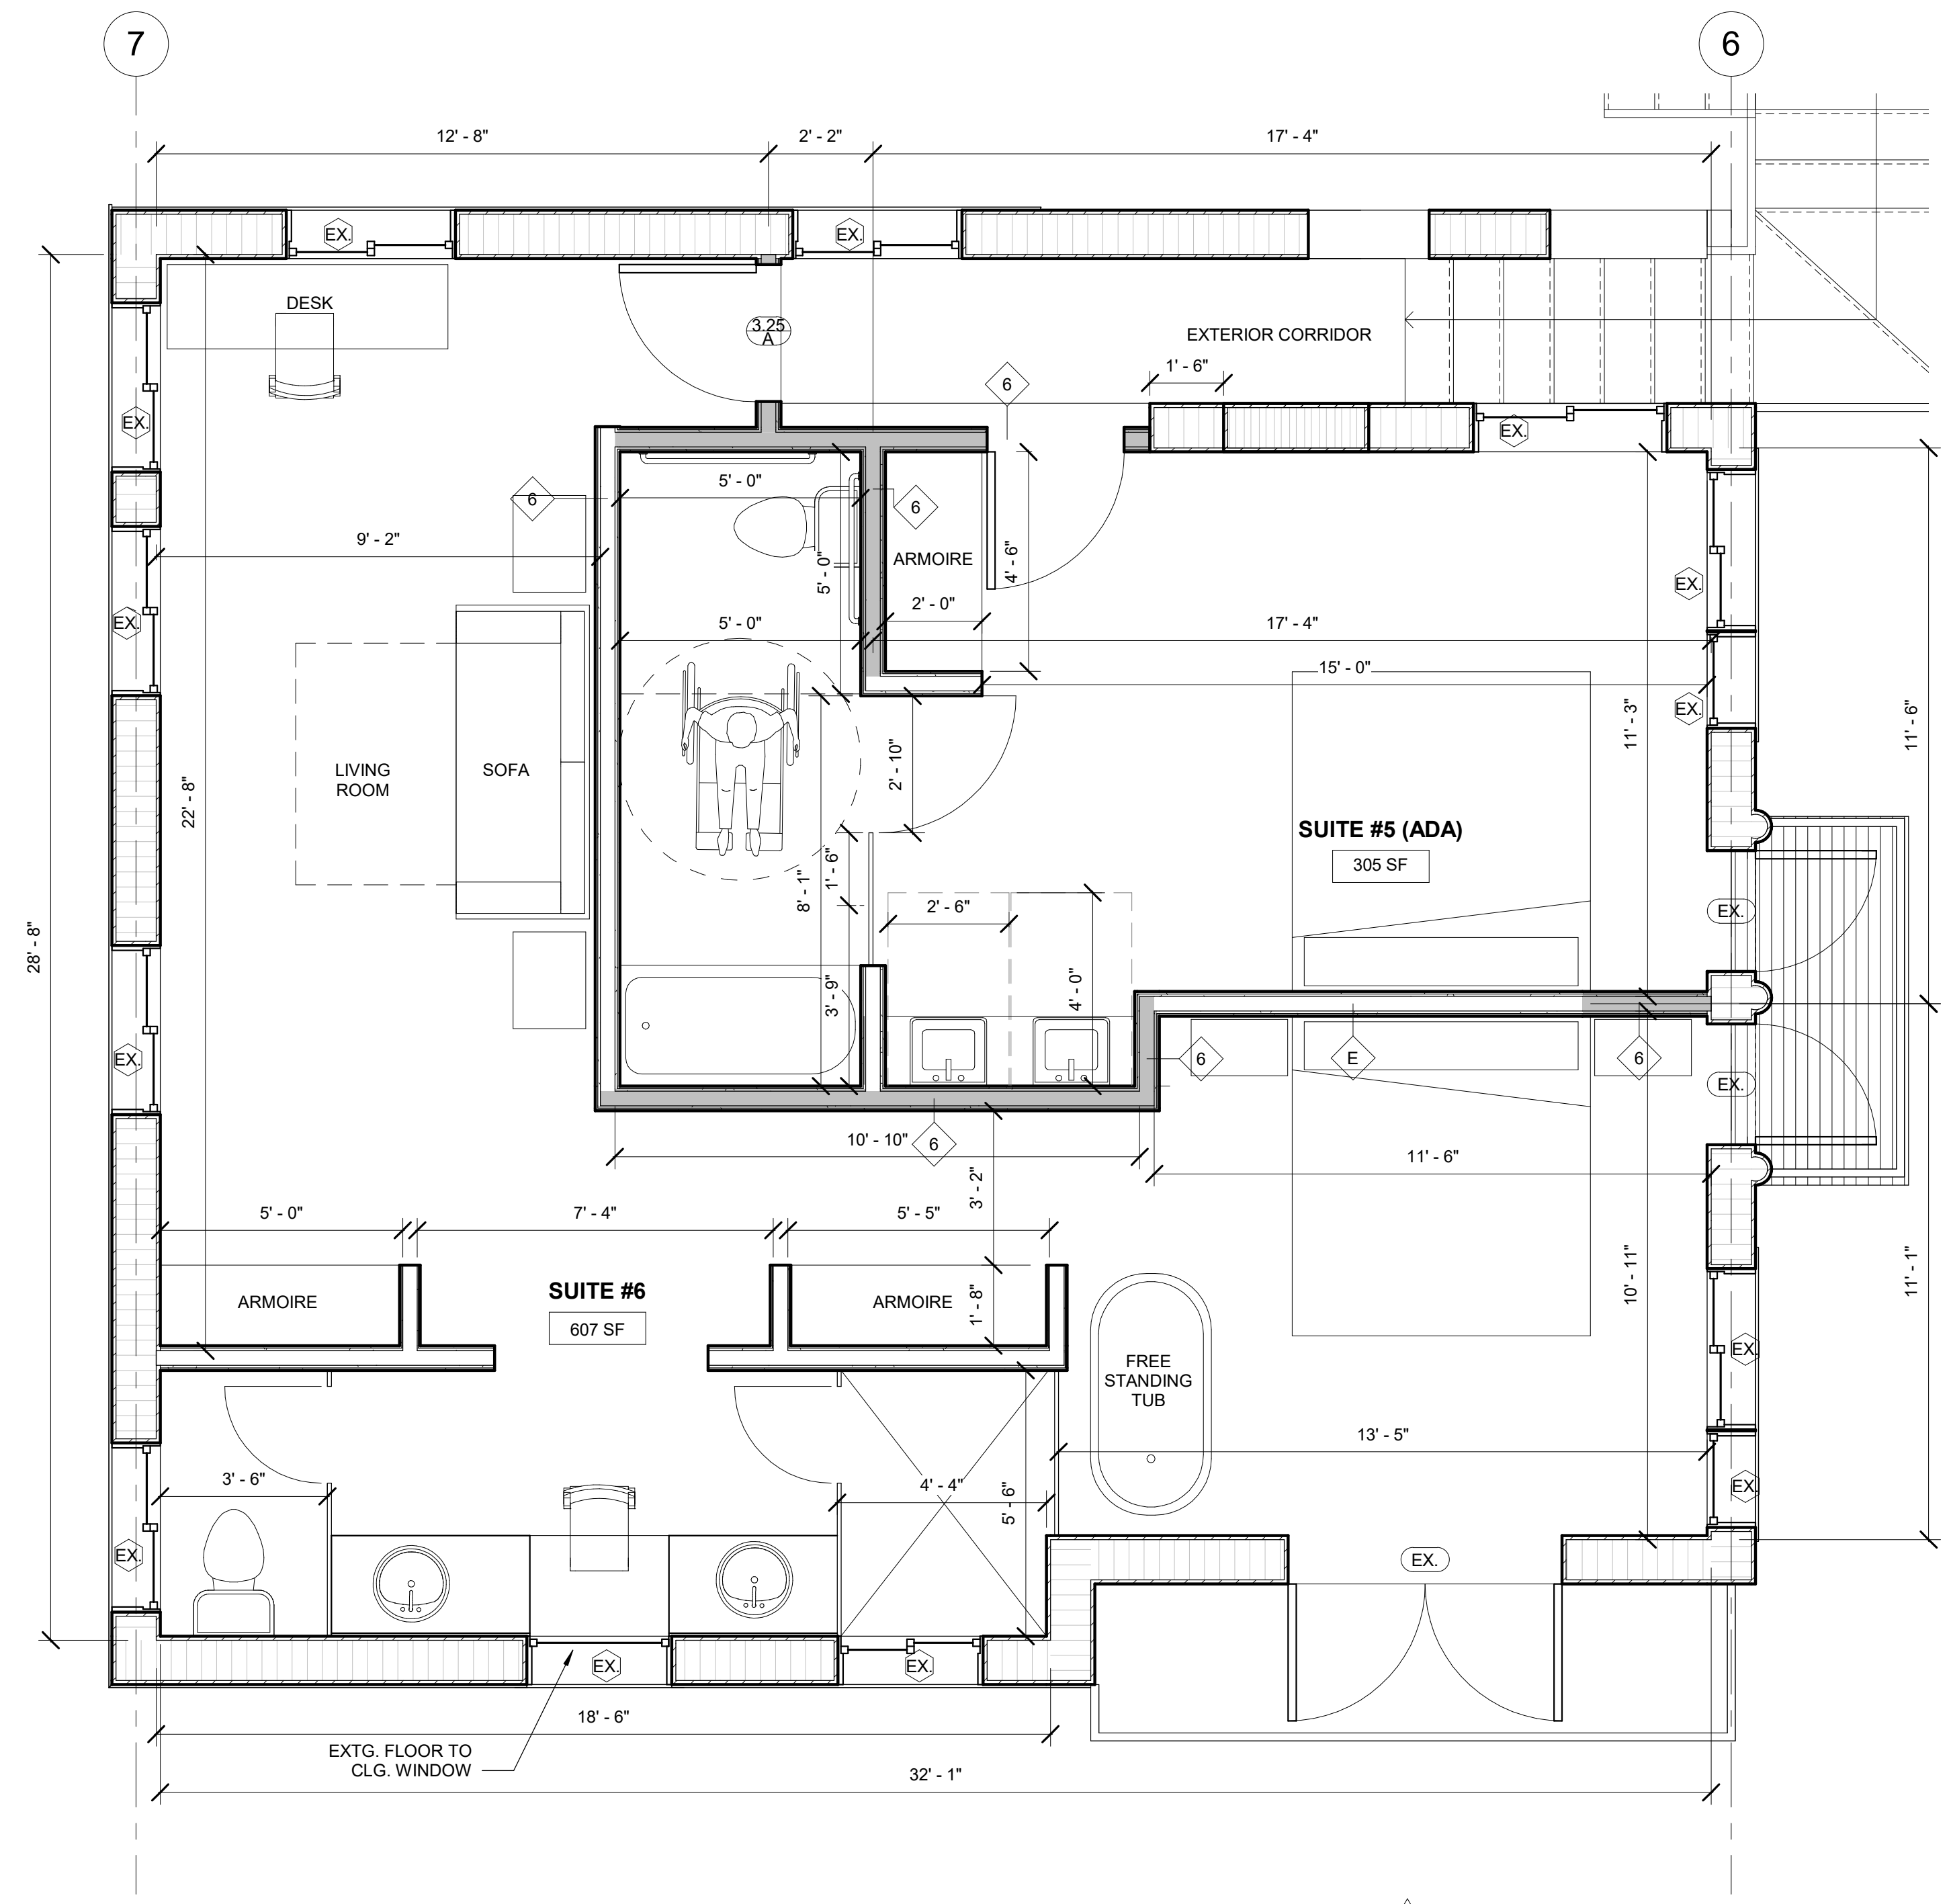 7
6
12' - 8"
2' - 2"
17' - 4"
EX.
EX.
DESK
3.25
A
EXTERIOR CORRIDOR
1' - 6"
6
EX.
EX.
5' - 0"
6
6
9' - 2"
ARMOIRE
4' - 6"
5' - 0"
EX.
2' - 0"
EX.
5' - 0"
17' - 4"
15' - 0"
EX.
11' - 3"
11' - 6"
2' - 10"
LIVING
ROOM
SOFA
22' - 8"
SUITE #5 (ADA)
305 SF
1' - 6"
8' - 1"
2' - 6"
EX.
28' - 8"
3' - 9"
4' - 0"
EX.
6
E
6
EX.
10' - 10"
6
11' - 6"
3' - 2"
5' - 0"
7' - 4"
5' - 5"
10' - 11"
11' - 1"
SUITE #6
607 SF
ARMOIRE
ARMOIRE
1' - 8"
EX.
FREE
STANDING
TUB
13' - 5"
3' - 6"
4' - 4"
5' - 6"
EX.
EX.
EX.
EX.
EX.
18' - 6"
EXTG. FLOOR TO
CLG. WINDOW
32' - 1"